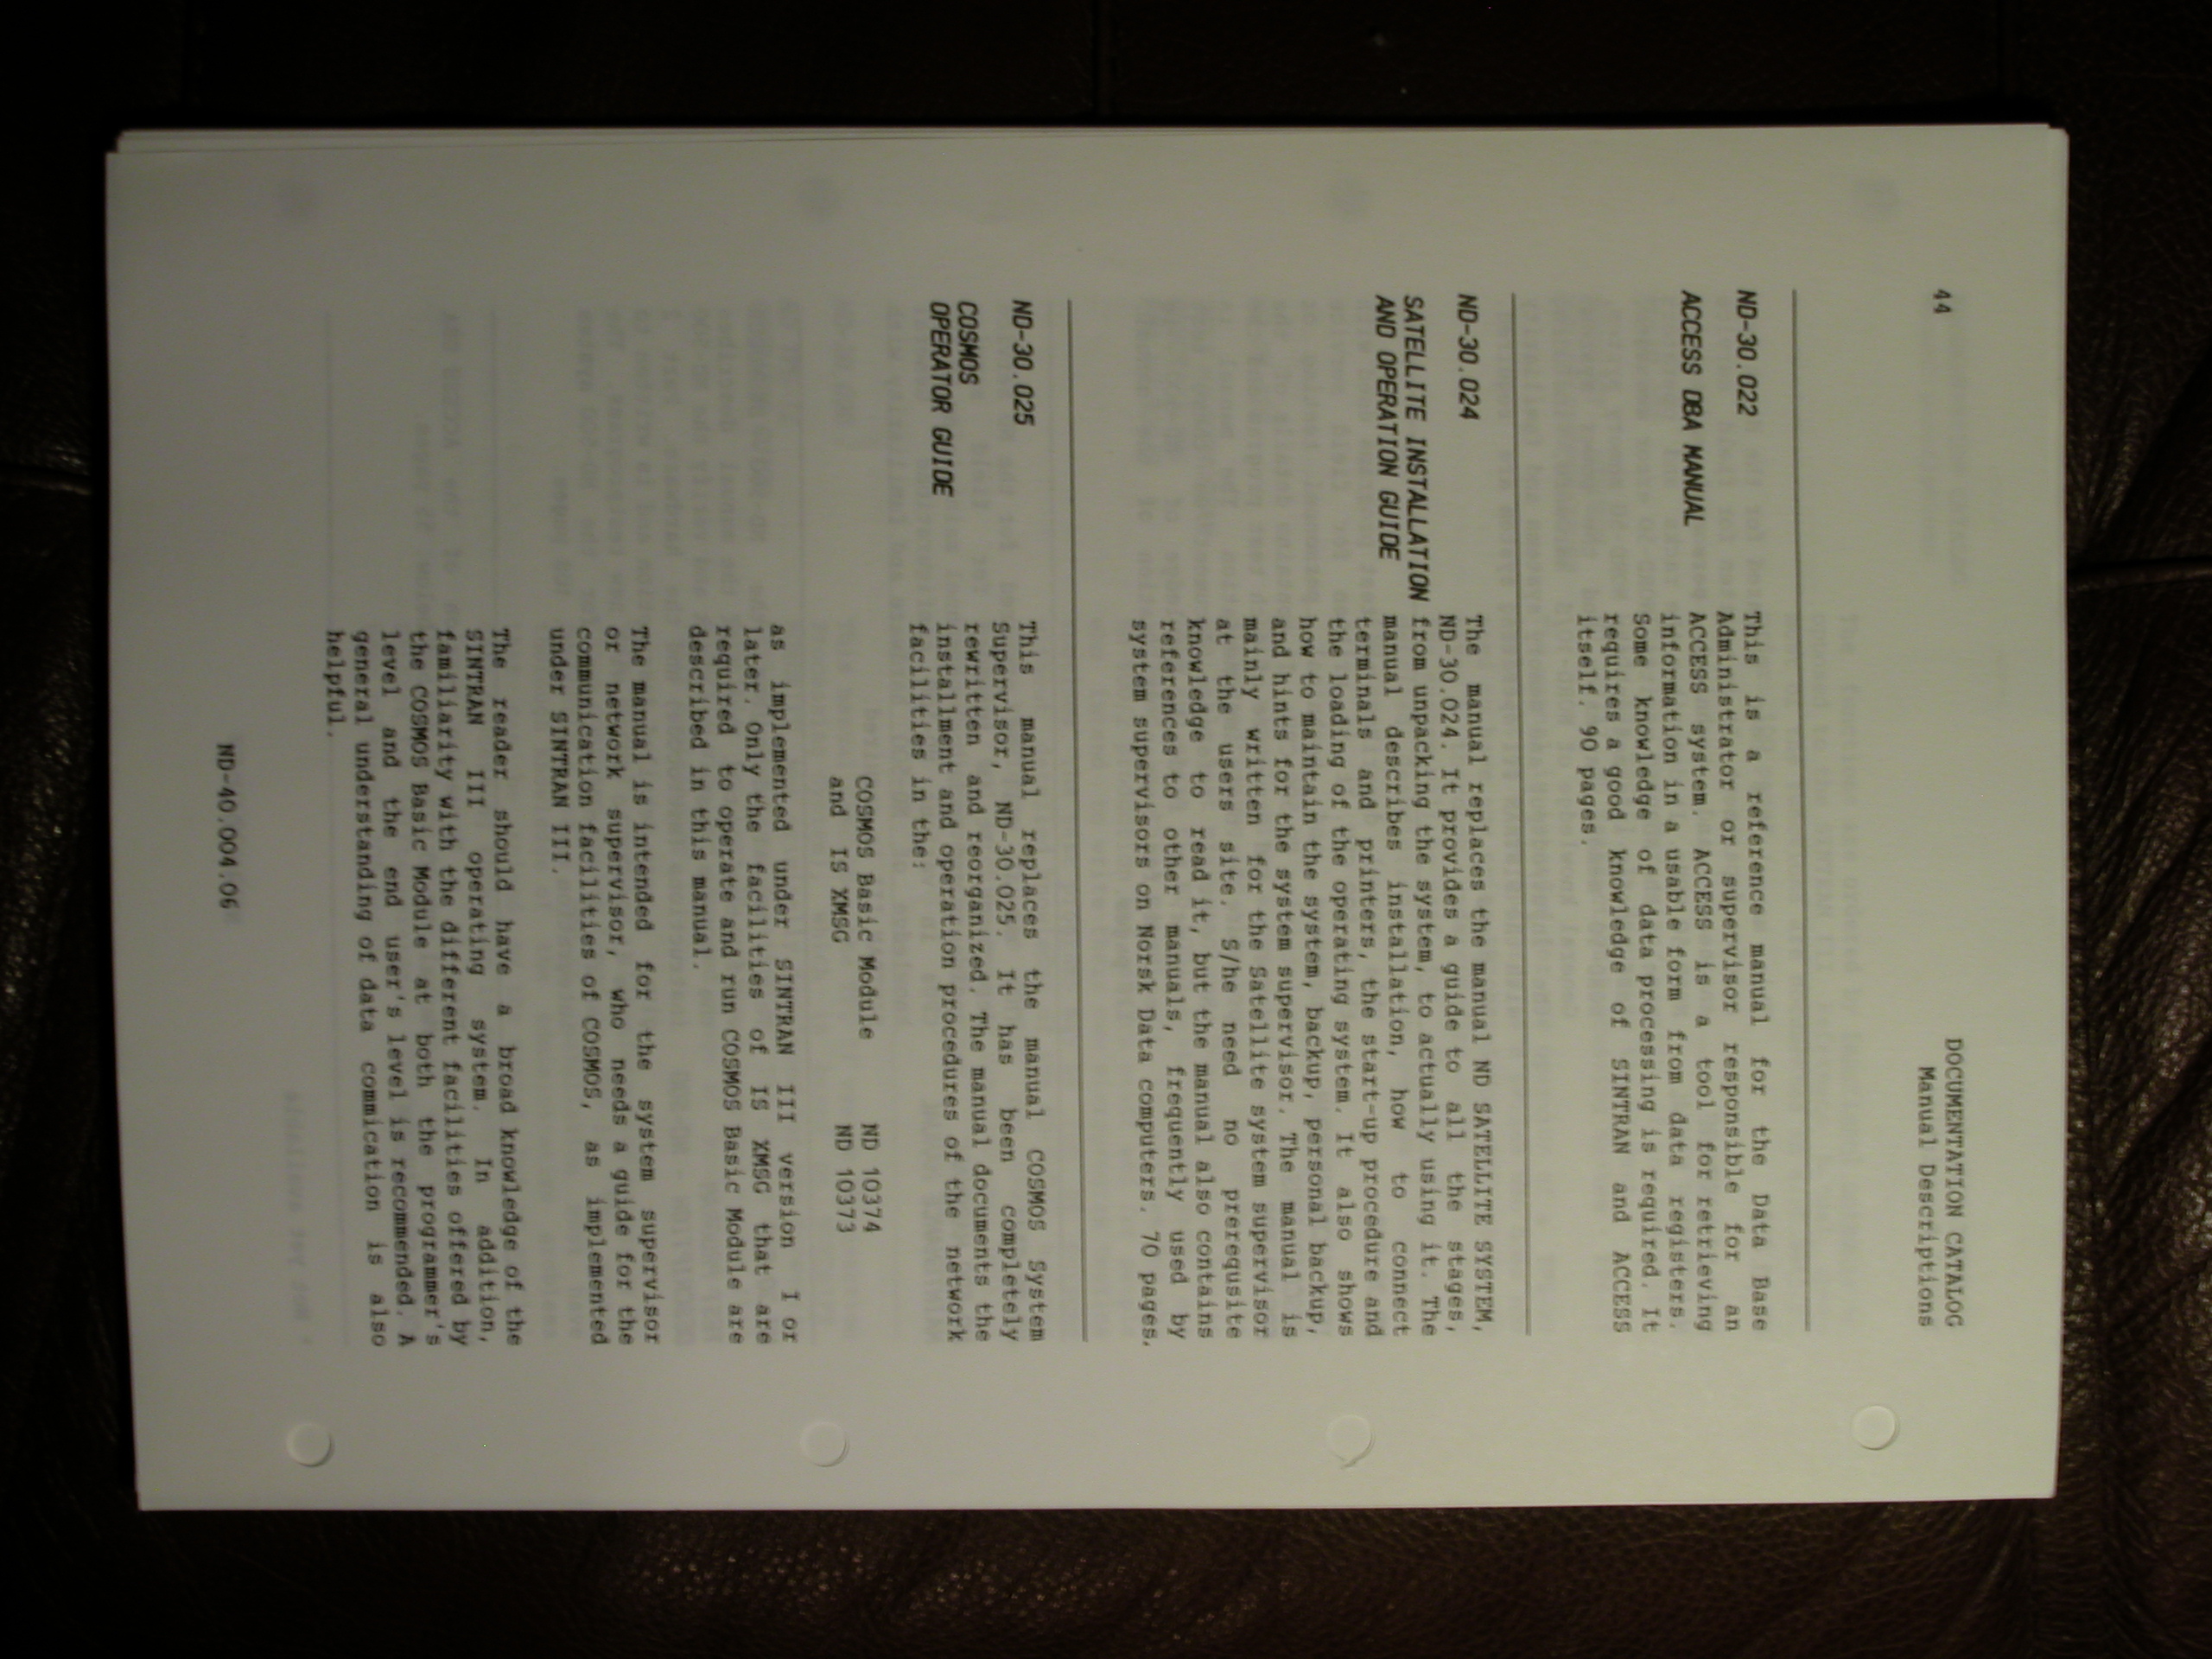 44
DOCUMENTATION CATALOG
Manual Descriptions
ND-30.022
ACCESS DBA MANUAL
This is a reference manual for the Data Base
Administrator or supervisor responsible for an
ACCESS system. ACCESS is a tool for retrieving
information in a usable form from data registers.
Some knowledge of data processing is required. It
requires a good knowledge of SINTRAN and ACCESS
itself. 90 pages.
ND-30.024
SATELLITE INSTALLATION
AND OPERATION GUIDE
The manual replaces the manual ND SATELLITE SYSTEM,
ND-30.024. It provides a guide to all the stages,
from unpacking the system, to actually using it. The
manual describes installation, how to connect
terminals and printers, the start-up procedure and
the loading of the operating system. It also shows
how to maintain the system, backup, personal backup,
and hints for the system supervisor. The manual is
mainly written for the Satellite system supervisor
at the users site. S/he need no prerequsite
knowledge to read it, but the manual also contains
references to other manuals, frequently used by
system supervisors on Norsk Data computers. 70 pages.
ND-30.025
COSMOS
OPERATOR GUIDE
This manual replaces the manual COSMOS System
Supervisor, ND-30.025. It has been completely
rewritten and reorganized. The manual documents the
installment and operation procedures of the network
facilities in the:
COSMOS Basic Module ND 10374
and IS XMSG ND 10373
as implemented under SINTRAN III version I or
later. Only the facilities of IS XMSG that are
required to operate and run COSMOS Basic Module are
described in this manual.
The manual is intended for the system supervisor
or network supervisor, who needs a guide for the
communication facilities of COSMOS, as implemented
under SINTRAN III.
The reader should have a broad knowledge of the
SINTRAN III operating system. In addition,
familiarity with the different facilities offered by
the COSMOS Basic Module at both the programmer's
level and the end user's level is recommended. A
general understanding of data commication is also
helpful.
ND-40.004.06